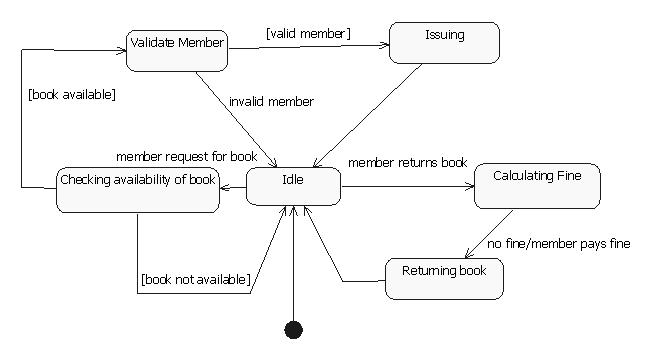 [valid member]
Issuing
Validate Member
[book available]
invalid member
member request for book
member returns book
Checking availability of book
Idle
Calculating Fine
no fine/member pays fine
[book not available]
Returning book